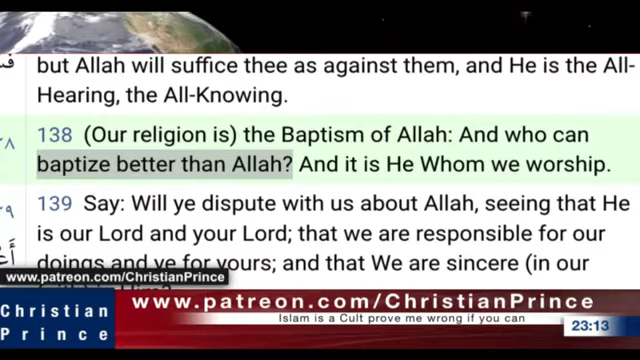 but Allah will suffice thee as against them, and He is the All-
Hearing, the All-Knowing.
138 (Our religion is) the Baptism of Allah: And who can
baptize better than Allah? And it is He Whom we worship.
139 Say: Will ye dispute with us about Allah, seeing that He
is our Lord and your Lord; that we are responsible for our
doings and ye for yours; and that We are sincere (in our
www.patreon.com/ChristianPrince
Christian
Prince
www.patreon.com/ChristianPrince
Islam is a Cult prove me wrong if you can
23:13